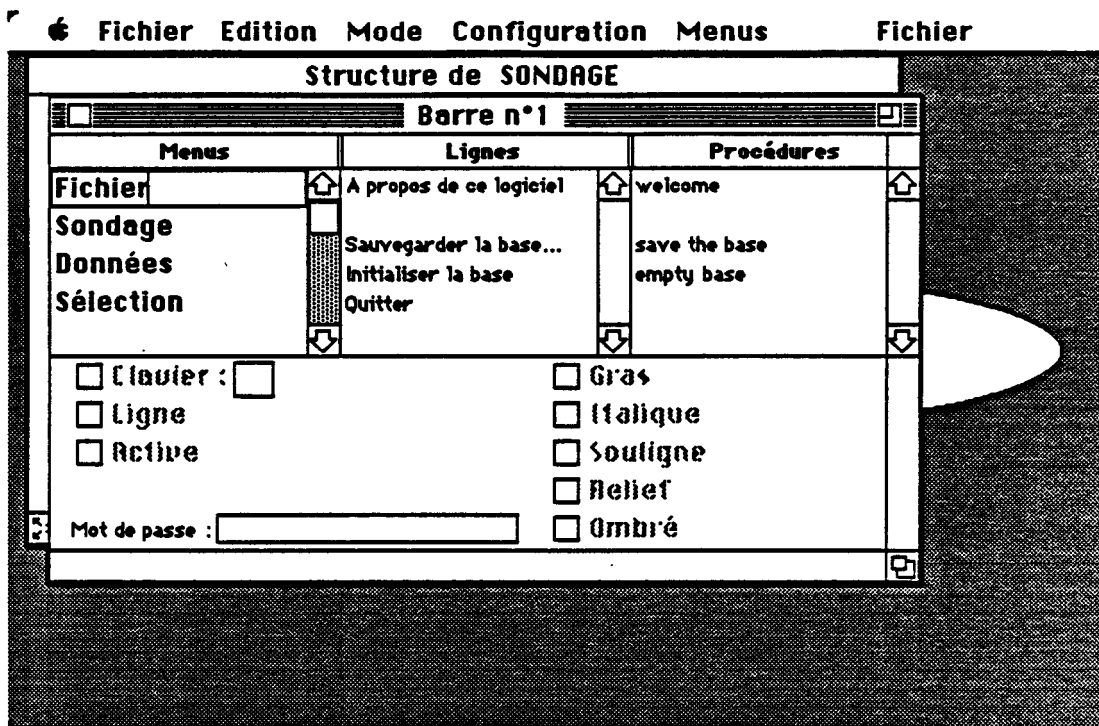 Fichier Edition Mode Configuration Menus Fichier
Structure de SONDAGE
Barre n°1
Menus Lignes Procédures
Fichier A propos de ce logiciel welcome
Sondage
Sauvegarder la base... save the base
Données
Initialiser la base empty base
Sélection
Quitter
Clavier : Gras
Ligne Italique
Active Souligne
Relief
Mot de passe : Ombré